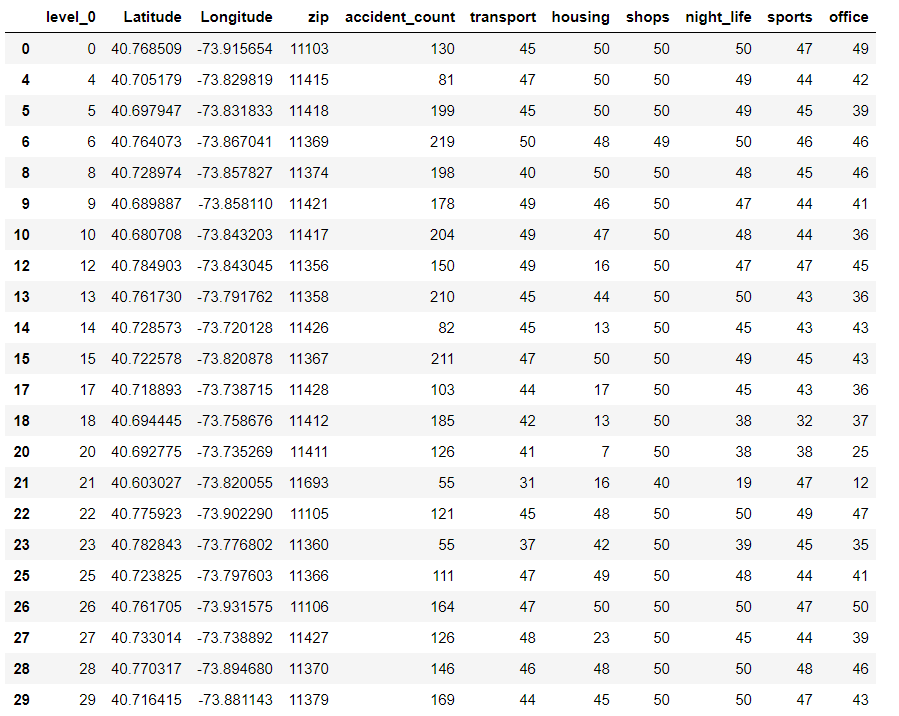 level_0 Latitude Longitude zip accident_count transport housing shops night_life sports office
0 0 40.768509 -73.915654 11103 130 45 50 50 50 47 49
4 4 40.705179 -73.829819 11415 81 47 50 50 49 44 42
5 5 40.697947 -73.831833 11418 199 45 50 50 49 45 39
6 6 40.764073 -73.867041 11369 219 50 48 49 50 46 46
8 8 40.728974 -73.857827 11374 198 40 50 50 48 45 46
9 9 40.689887 -73.858110 11421 178 49 46 50 47 44 41
10 10 40.680708 -73.843203 11417 204 49 47 50 48 44 36
12 12 40.784903 -73.843045 11356 150 49 16 50 47 47 45
13 13 40.761730 -73.791762 11358 210 45 44 50 50 43 36
14 14 40.728573 -73.720128 11426 82 45 13 50 45 43 43
15 15 40.722578 -73.820878 11367 211 47 50 50 49 45 43
17 17 40.718893 -73.738715 11428 103 44 17 50 45 43 36
18 18 40.694445 -73.758676 11412 185 42 13 50 38 32 37
20 20 40.692775 -73.735269 11411 126 41 7 50 38 38 25
21 21 40.603027 -73.820055 11693 55 31 16 40 19 47 12
22 22 40.775923 -73.902290 11105 121 45 48 50 50 49 47
23 23 40.782843 -73.776802 11360 55 37 42 50 39 45 35
25 25 40.723825 -73.797603 11366 111 47 49 50 48 44 41
26 26 40.761705 -73.931575 11106 164 47 50 50 50 47 50
27 27 40.733014 -73.738892 11427 126 48 23 50 45 44 39
28 28 40.770317 -73.894680 11370 146 46 48 50 50 48 46
29 29 40.716415 -73.881143 11379 169 44 45 50 50 47 43